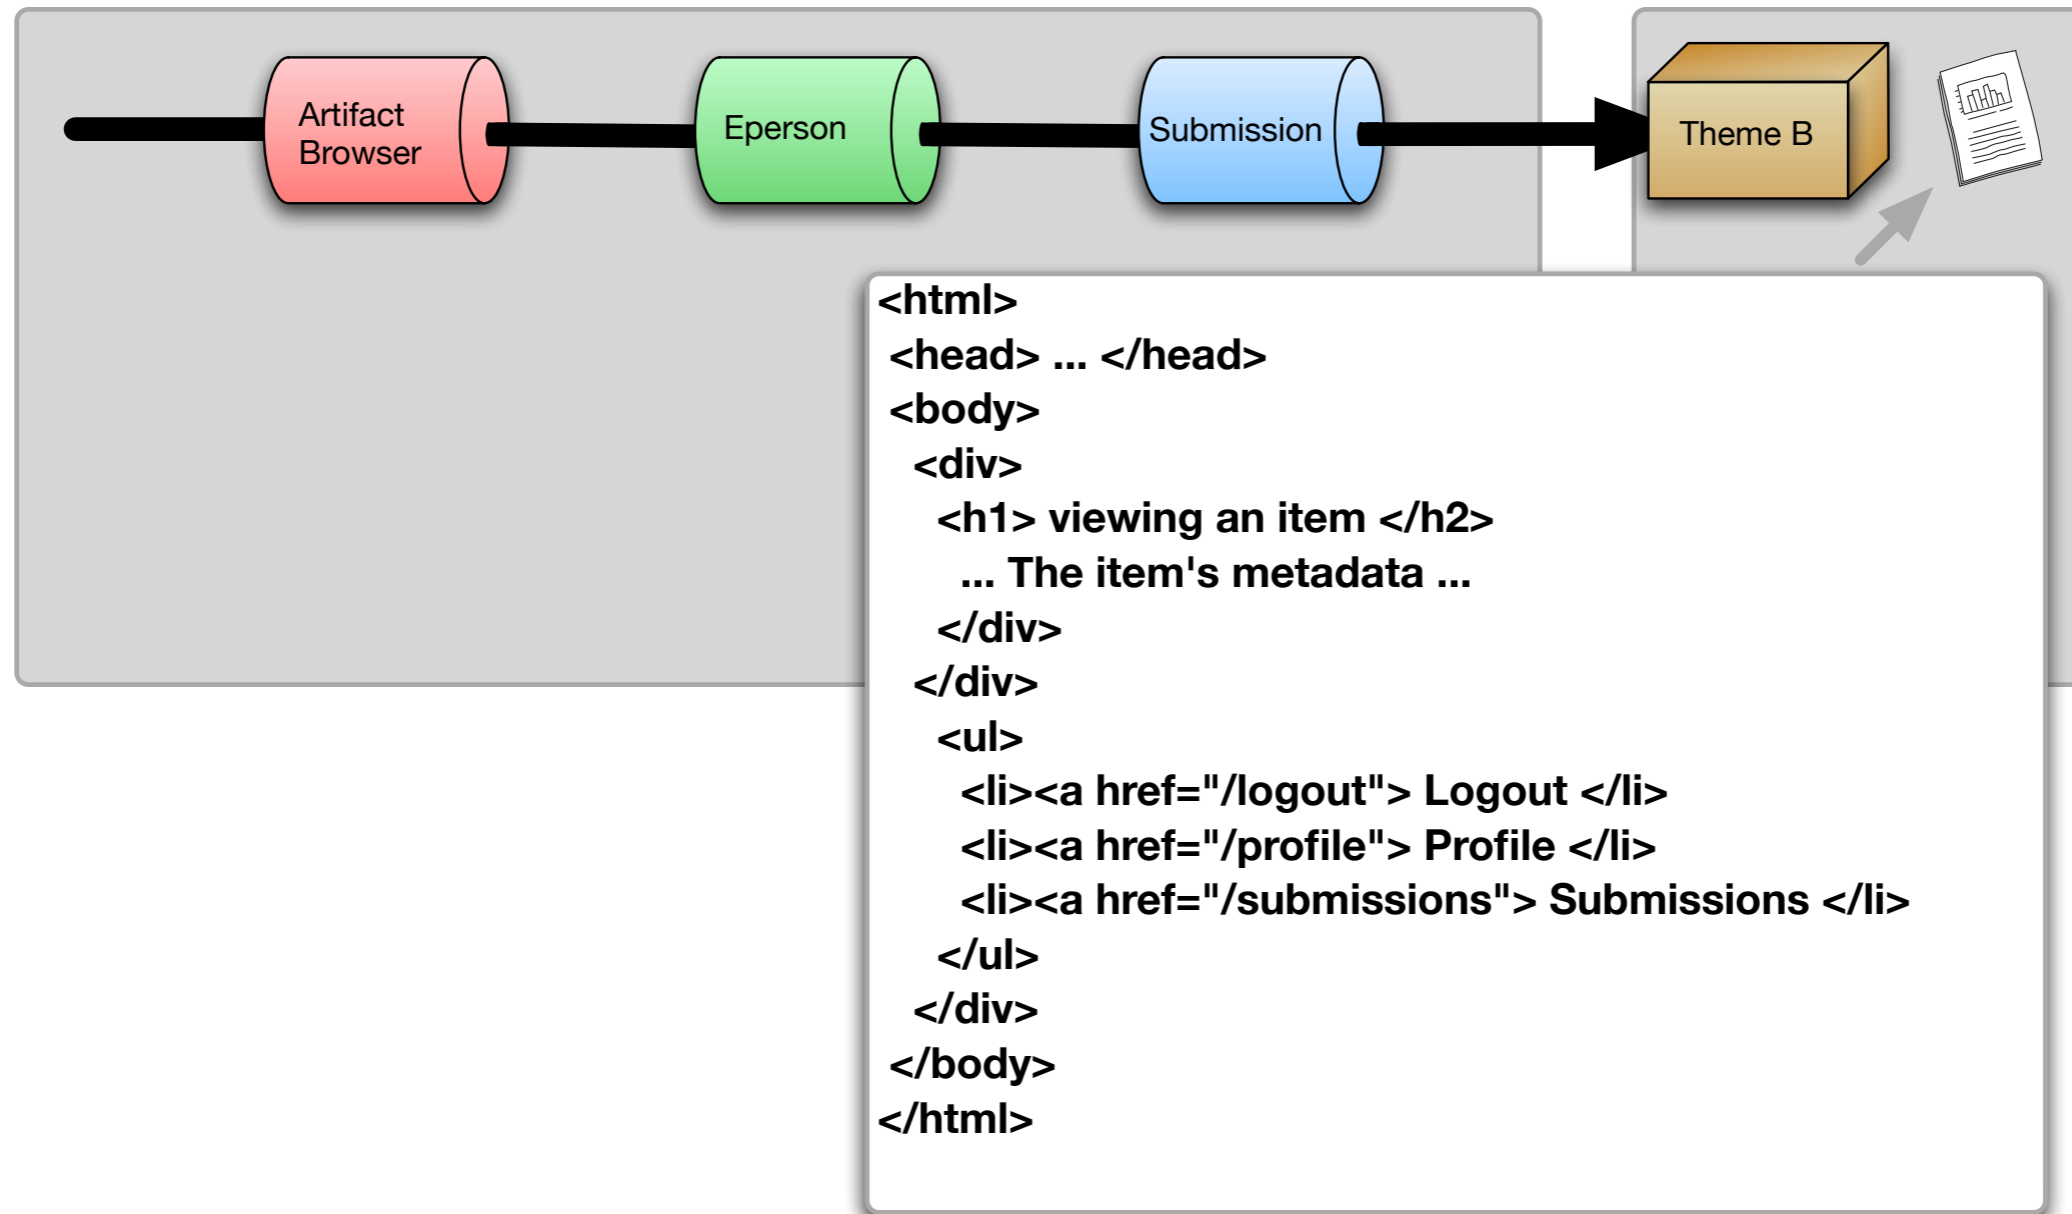 Artifact
Browser
Eperson
Submission
Theme B
<html>
<head> ... </head>
<body>
<div>
<h1> viewing an item </h2>
... The item's metadata ...
</div>
</div>
<ul>
<li><a href="/logout"> Logout </li>
<li><a href="/profile"> Profile </li>
<li><a href="/submissions"> Submissions </li>
</ul>
</div>
</body>
</html>